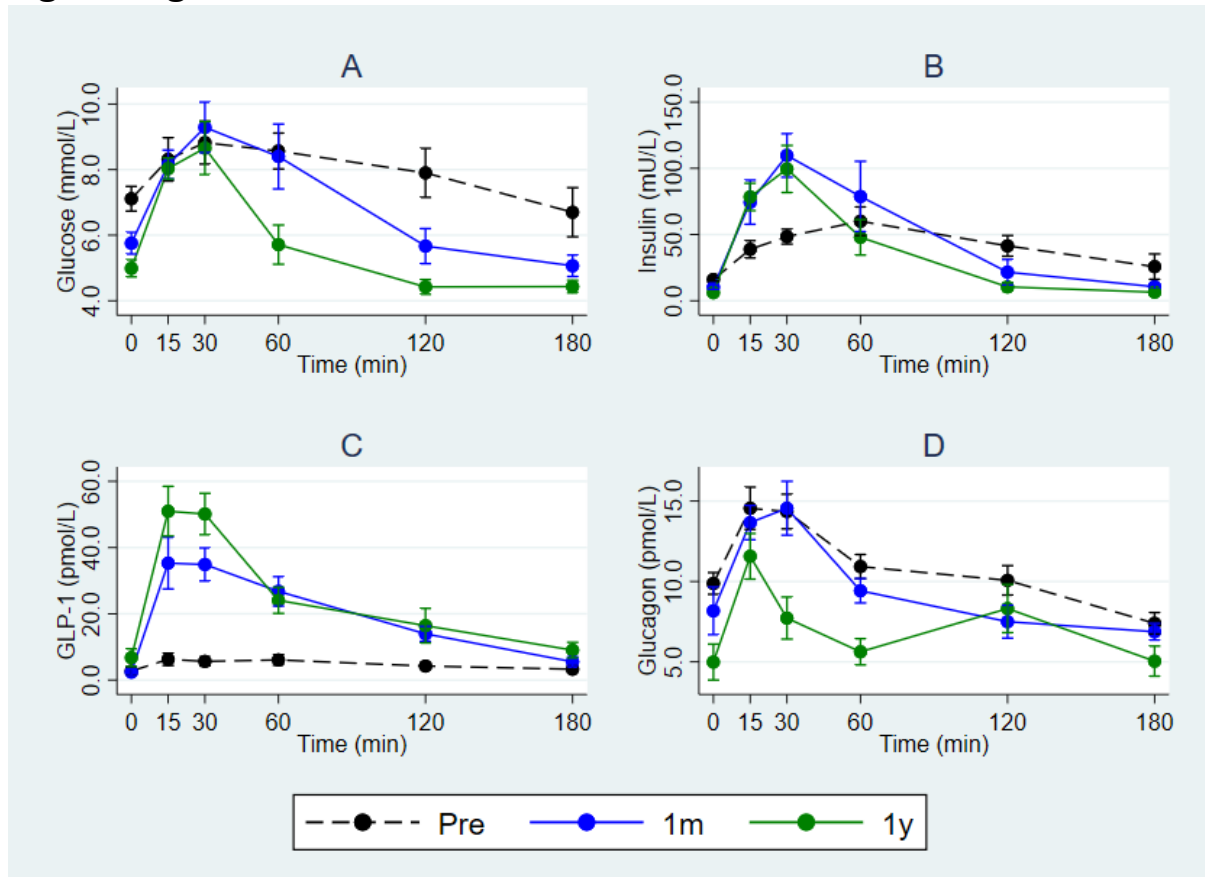 A
Glucose (mmol/L)
10.0
8.0
6.0
4.0
0 15 30 60 120 180
Time (min)
B
Insulin (mU/L)
150.0
100.0
50.0
0.0
0 15 30 60 120 180
Time (min)
C
GLP-1 (pmol/L)
60.0
40.0
20.0
0.0
0 15 30 60 120 180
Time (min)
D
Glucagon (pmol/L)
15.0
10.0
5.0
0 15 30 60 120 180
Time (min)
Pre 1m 1y